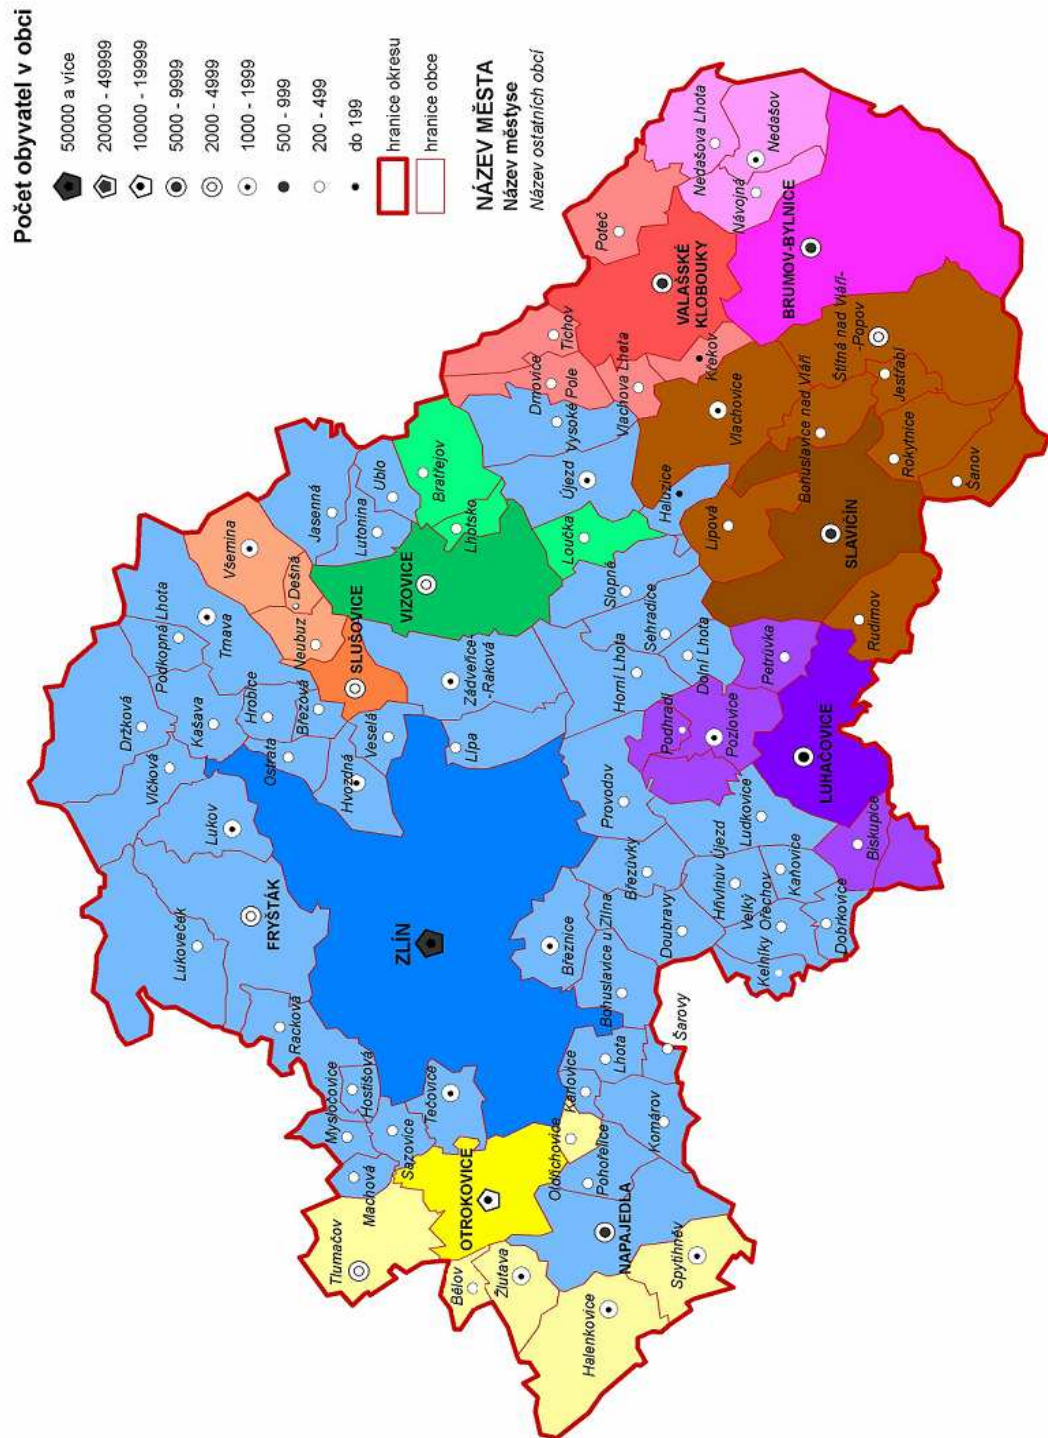 Počet obyvatel v obci
50000 a více
20000 - 49999
10000 - 19999
5000 - 9999
2000 - 4999
1000 - 1999
500 - 999
200 - 499
do 199
hranice okresu
hranice obce
NÁZEV MĚSTA
Název městyse
Název ostatních obcí
Tlumačov
Machová
Mysločovice
Hostišová
Sazovice
Racková
Lukoveček
FRYŠTÁK
Lukov
Vlčková
Držková
Podkopná Lhota
Kašava
Trnava
Hrobice
Březová
Ostrata
Hvozdná
Veselá
Neubuz
Dešná
Všemina
SLUŠOVICE
Jasenná
Lutonina
Ublo
Bratřejov
Lhotsko
VIZOVICE
Zádveřice-
-Raková
Lípa
ZLÍN
Tečovice
OTROKOVICE
Bělov
Žlutava
Halenkovice
NAPAJEDLA
Spytihněv
Oldřichovice
Pohořelice
Karlovice
Komárov
Lhota
Šarovy
Bohuslavice u Zlína
Březnice
Březůvky
Doubravy
Provodov
Hřivínův Újezd
Velký
Ořechov
Kelníky
Kaňovice
Dobrkovice
Ludkovice
Biskupice
LUHAČOVICE
Pozlovice
Podhradí
Petrůvka
Horní Lhota
Dolní Lhota
Sehradice
Slopné
Loučka
Újezd
Vysoké Pole
Drnovice
Tichov
Vlachova Lhota
Křekov
Haluzice
Vlachovice
Lipová
SLAVIČÍN
Rudimov
Bohuslavice nad Vláří
Rokytnice
Šanov
Jestřabí
Štítná nad Vláří-
-Popov
VALAŠSKÉ
KLOBOUKY
Poteč
Nedašova Lhota
Návojná
Nedašov
BRUMOV-BYLNICE